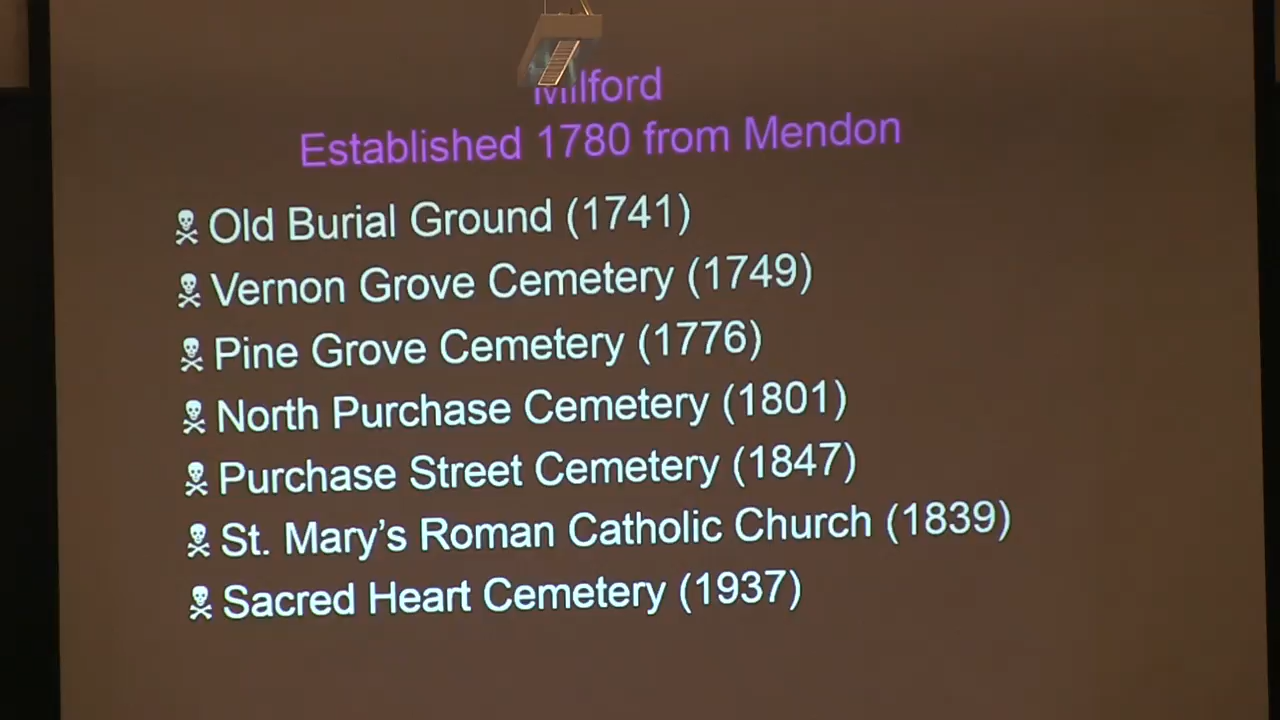 Milford
Established 1780 from Mendon
Old Burial Ground (1741)
Vernon Grove Cemetery (1749)
Pine Grove Cemetery (1776)
North Purchase Cemetery (1801)
Purchase Street Cemetery (1847)
St. Mary’s Roman Catholic Church (1839)
Sacred Heart Cemetery (1937)